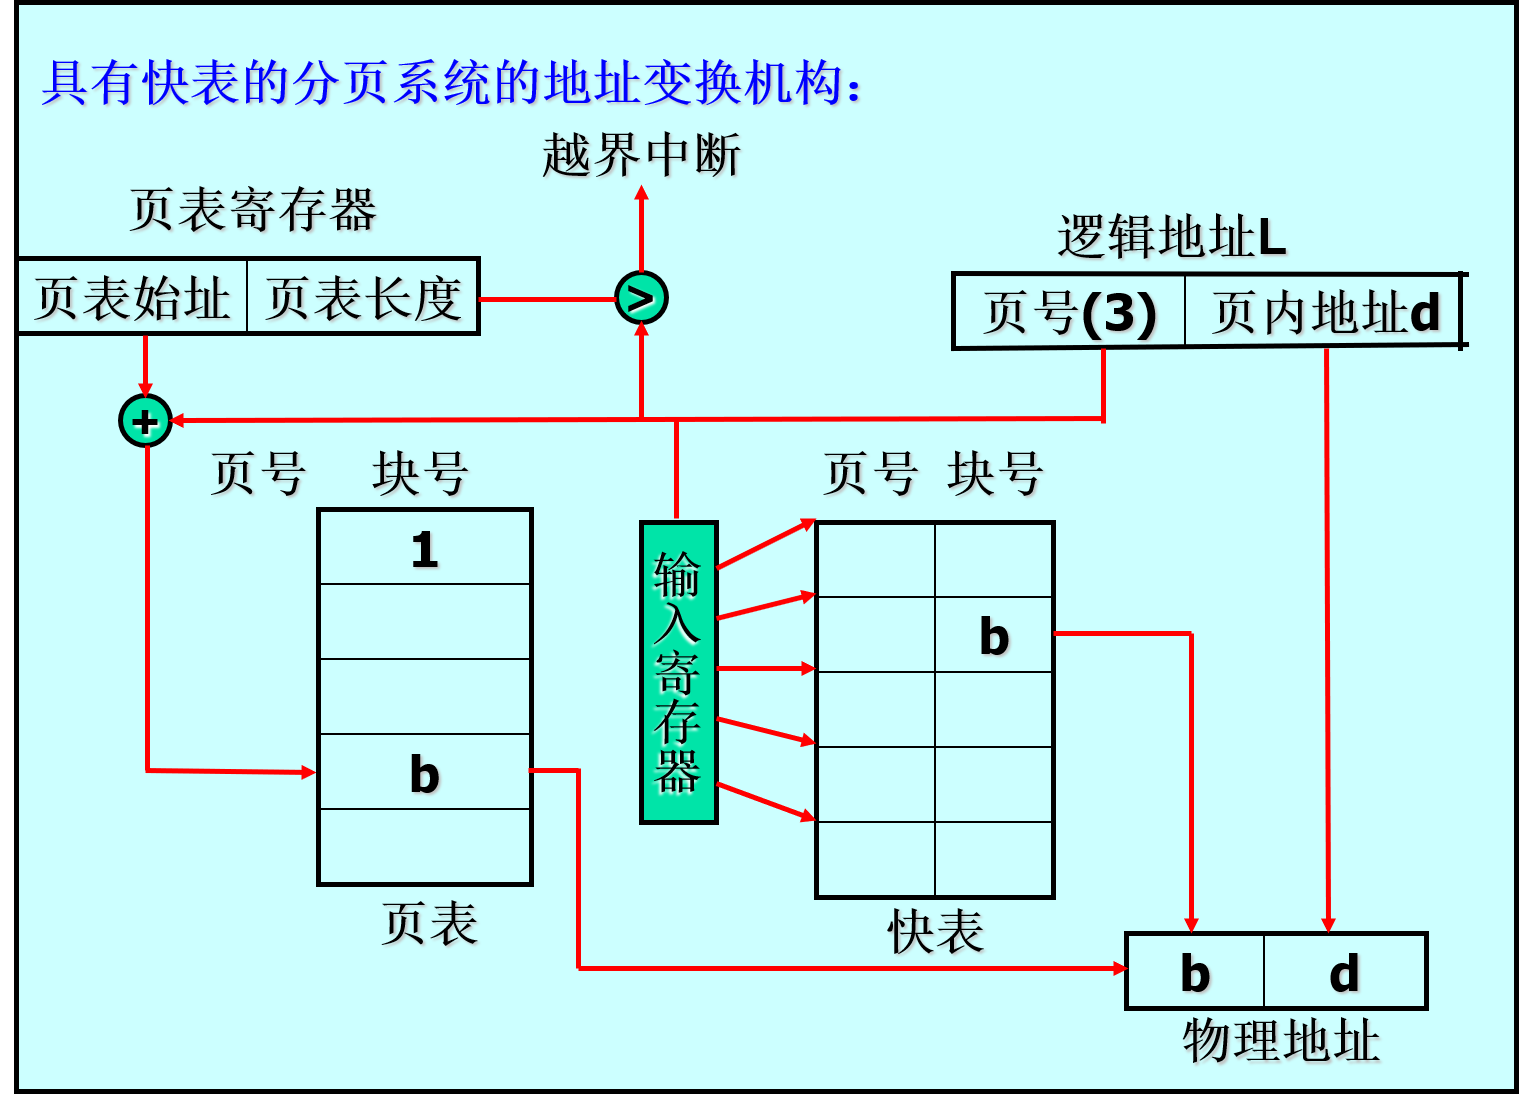 具有快表的分页系统的地址变换机构：
越界中断
页表寄存器
逻辑地址L
页表始址 页表长度
>
页号(3) 页内地址d
+
页号 块号
页号 块号
1
输入寄存器
b
b
页表
快表
b d
物理地址